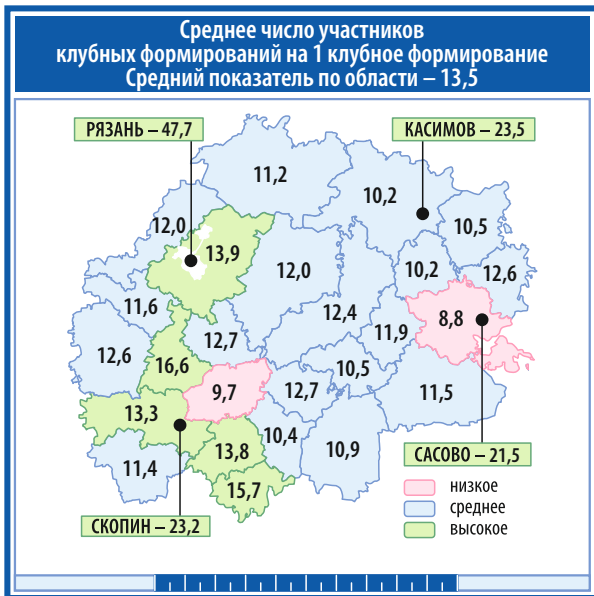 Среднее число участников
клубных формирований на 1 клубное формирование
Средний показатель по области – 13,5
РЯЗАНЬ – 47,7
КАСИМОВ – 23,5
11,2
10,2
12,0
10,5
13,9
12,0
10,2
12,6
11,6
12,4
8,8
12,7
11,9
12,6
16,6
10,5
9,7
12,7
11,5
13,3
13,8
10,4
10,9
11,4
САСОВО – 21,5
15,7
низкое
среднее
СКОПИН – 23,2
высокое